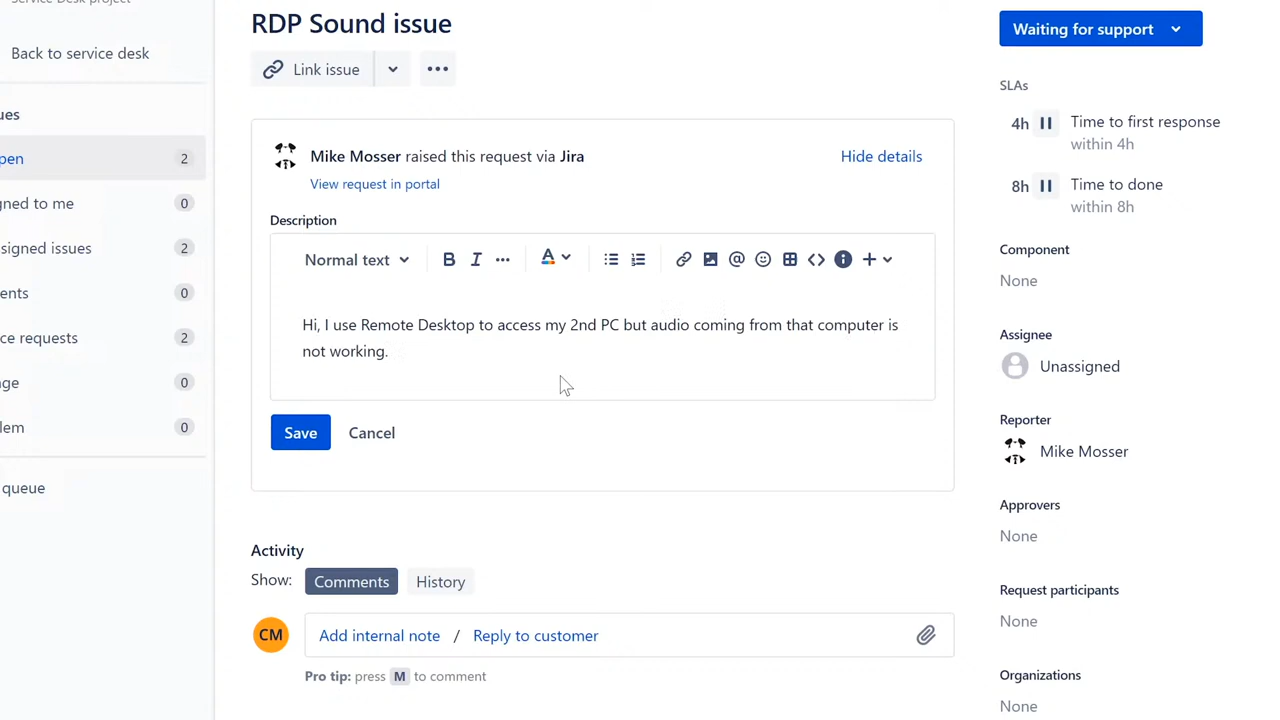 Service Desk project
RDP Sound issue
Waiting for support
Back to service desk
Link issue
SLAs
ues
4h Time to first response
within 4h
pen 2
Mike Mosser raised this request via Jira
Hide details
View request in portal
8h Time to done
within 8h
gned to me 0
Description
signed issues 2
Normal text B I A @ <> +
Component
None
ents 0
Hi, I use Remote Desktop to access my 2nd PC but audio coming from that computer is
not working.
ce requests 2
Assignee
Unassigned
ge 0
Save Cancel
lem 0
Reporter
Mike Mosser
queue
Approvers
None
Activity
Show: Comments History
Request participants
None
CM Add internal note / Reply to customer
Pro tip: press M to comment
Organizations
None